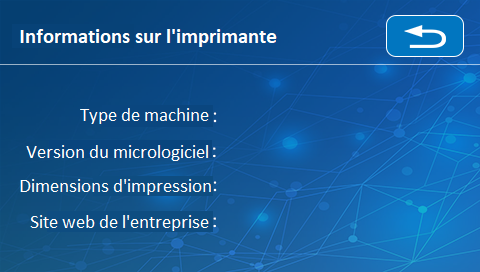 Informations sur l'imprimante
Type de machine :
Version du micrologiciel :
Dimensions d'impression:
Site web de l'entreprise :